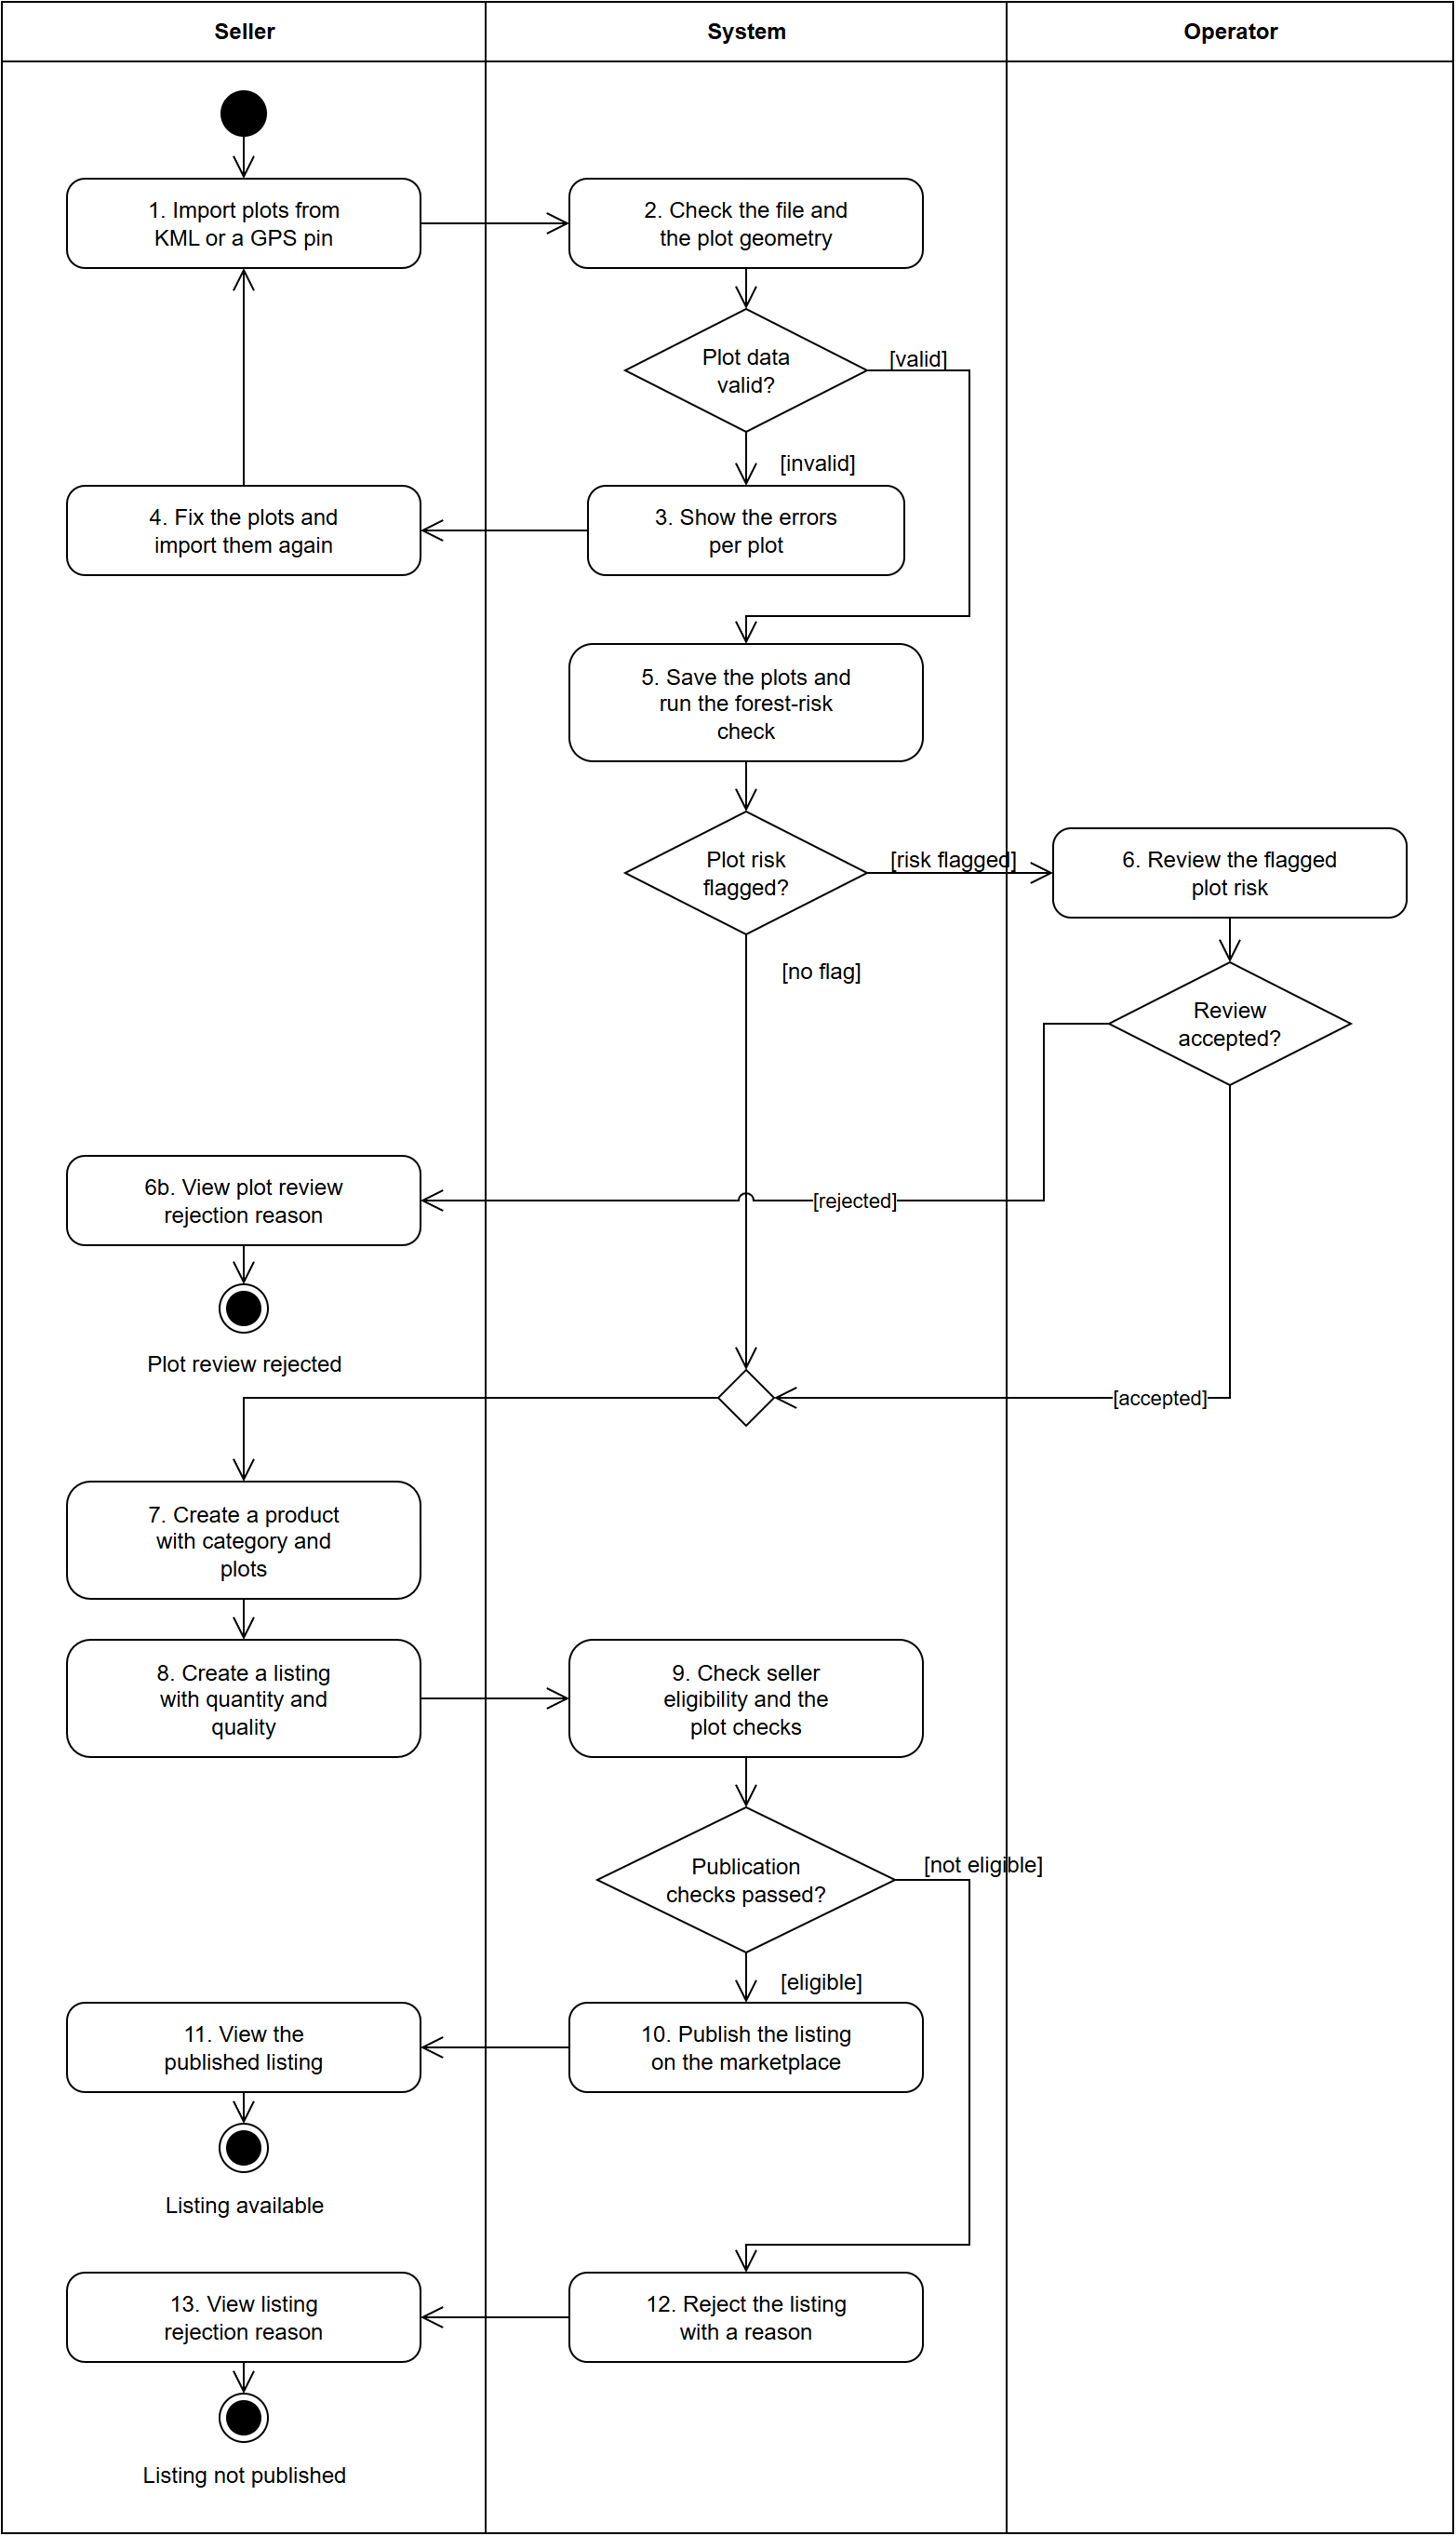 Seller
System
Operator
1. Import plots from
KML or a GPS pin
2. Check the file and
the plot geometry
Plot data
valid?
[valid]
[invalid]
3. Show the errors
per plot
4. Fix the plots and
import them again
5. Save the plots and
run the forest-risk
check
Plot risk
flagged?
[risk flagged]
6. Review the flagged
plot risk
[no flag]
Review
accepted?
6b. View plot review
rejection reason
[rejected]
Plot review rejected
[accepted]
7. Create a product
with category and
plots
8. Create a listing
with quantity and
quality
9. Check seller
eligibility and the
plot checks
Publication
checks passed?
[not eligible]
[eligible]
10. Publish the listing
on the marketplace
11. View the
published listing
Listing available
12. Reject the listing
with a reason
13. View listing
rejection reason
Listing not published